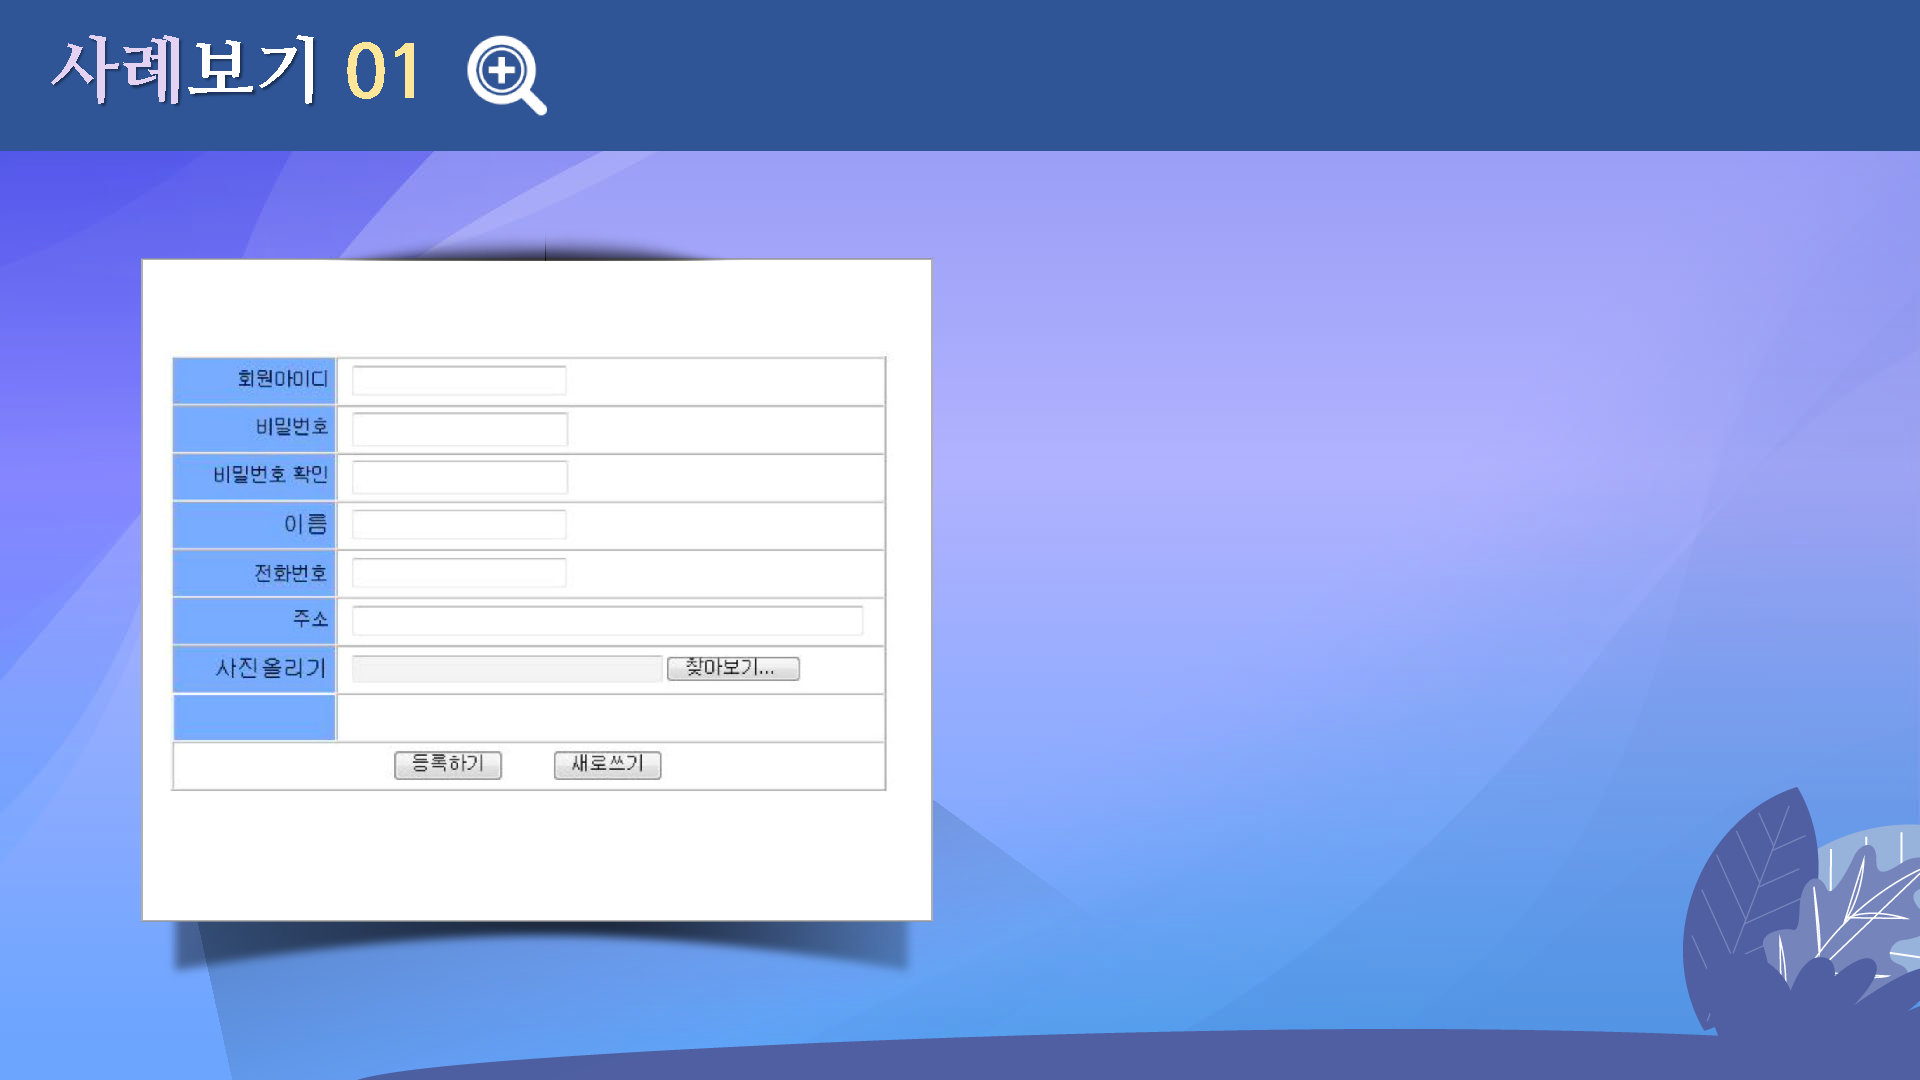 사례보기 01
회원아이디
비밀번호
비밀번호 확인
이름
전화번호
주소
사진올리기 찾아보기...
등록하기 새로쓰기